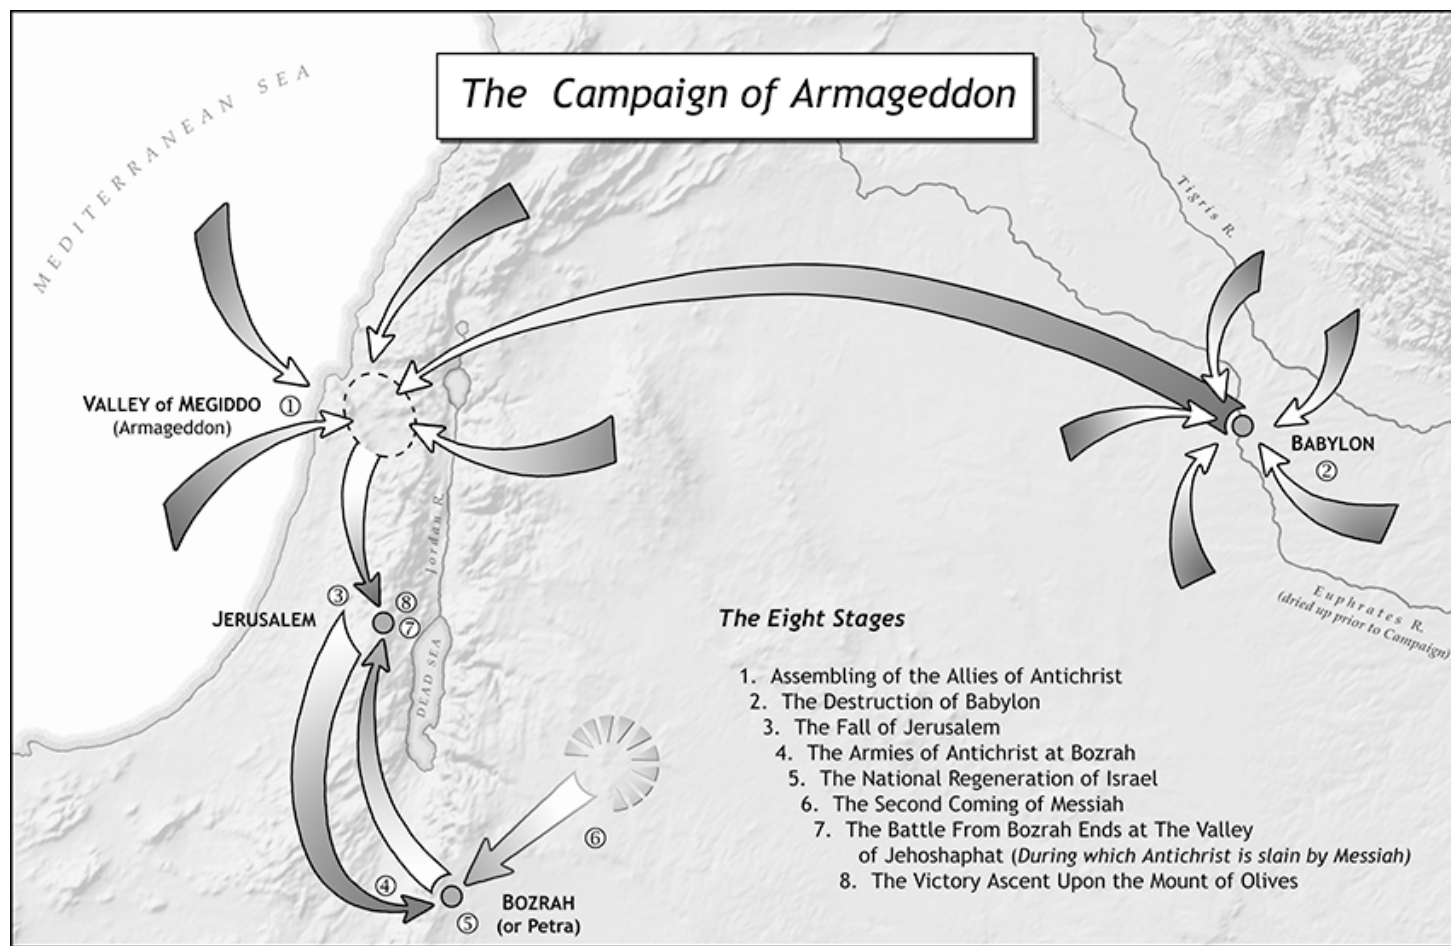 The Campaign of Armageddon
MEDITERRANEAN SEA
Tigris R.
VALLEY of MEGIDDO ①
(Armageddon)
BABYLON
②
Jordan R.
Euphrates R.
(dried up prior to Campaign)
③
⑧
JERUSALEM
⑦
DEAD SEA
The Eight Stages
1. Assembling of the Allies of Antichrist
2. The Destruction of Babylon
3. The Fall of Jerusalem
4. The Armies of Antichrist at Bozrah
5. The National Regeneration of Israel
6. The Second Coming of Messiah
7. The Battle From Bozrah Ends at The Valley
of Jehoshaphat (During which Antichrist is slain by Messiah)
8. The Victory Ascent Upon the Mount of Olives
⑥
④
BOZRAH
(or Petra)
⑤